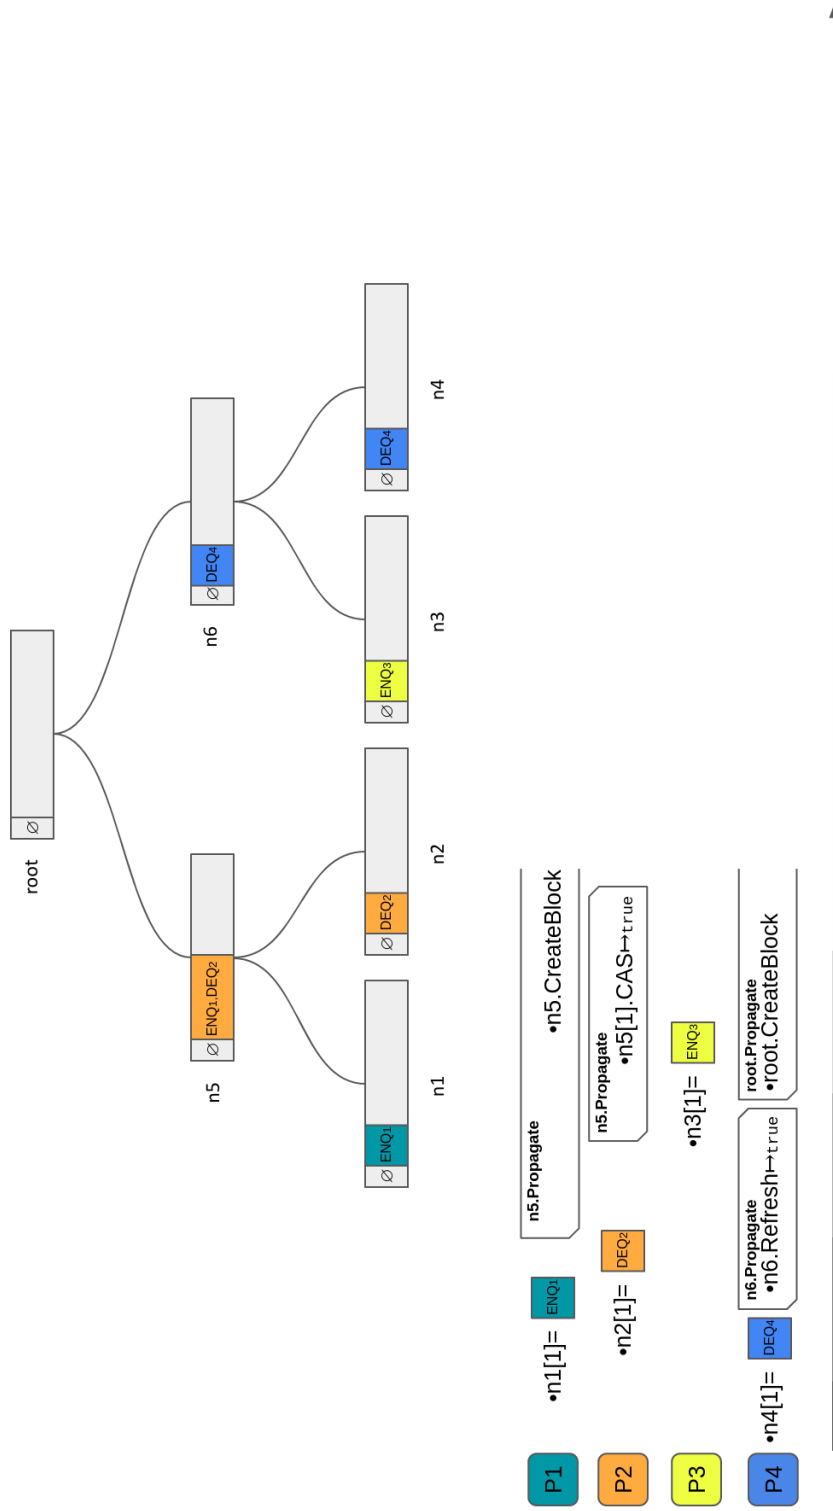 root
∅
n5
∅ ENQ1,DEQ2
n6
∅ DEQ4
n1
∅ ENQ1
n2
∅ DEQ2
n3
∅ ENQ3
n4
∅ DEQ4
P1
•n1[1]= ENQ1
n5.Propagate
•n5.CreateBlock
P2
•n2[1]= DEQ2
n5.Propagate
•n5[1].CAS↦true
P3
•n3[1]= ENQ3
P4
•n4[1]= DEQ4
n6.Propagate
•n6.Refresh↦true
root.Propagate
•root.CreateBlock